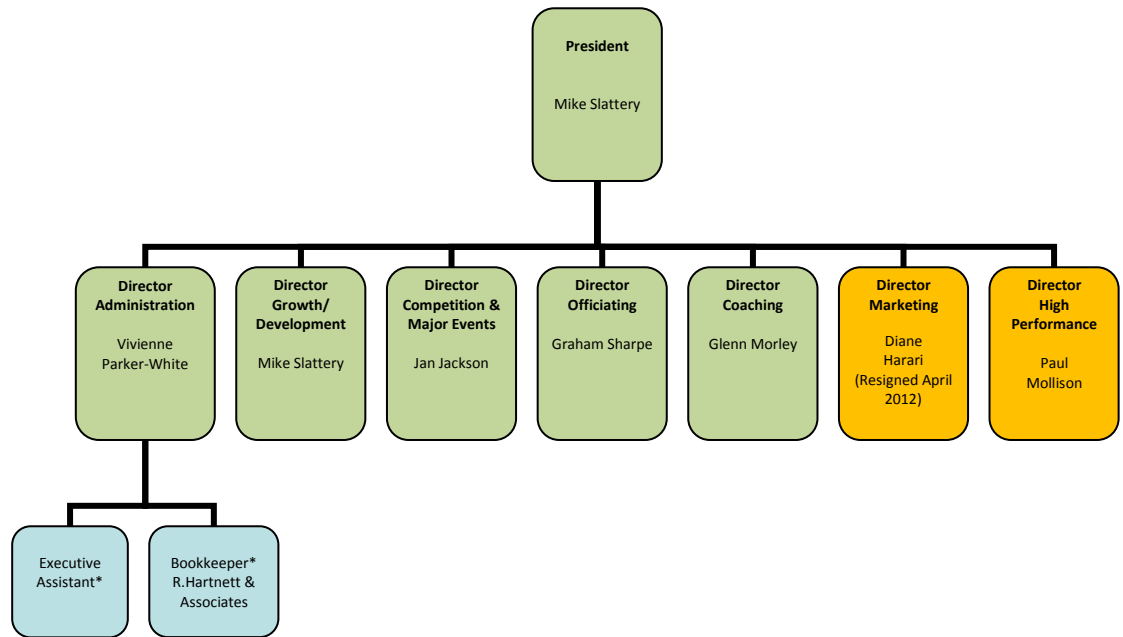 President
Mike Slattery
Director
Administration
Vivienne
Parker-White
Director
Growth/
Development
Mike Slattery
Director
Competition &
Major Events
Jan Jackson
Director
Officiating
Graham Sharpe
Director
Coaching
Glenn Morley
Director
Marketing
Diane
Harari
(Resigned April
2012)
Director
High
Performance
Paul
Mollison
Executive
Assistant*
Bookkeeper*
R.Hartnett &
Associates